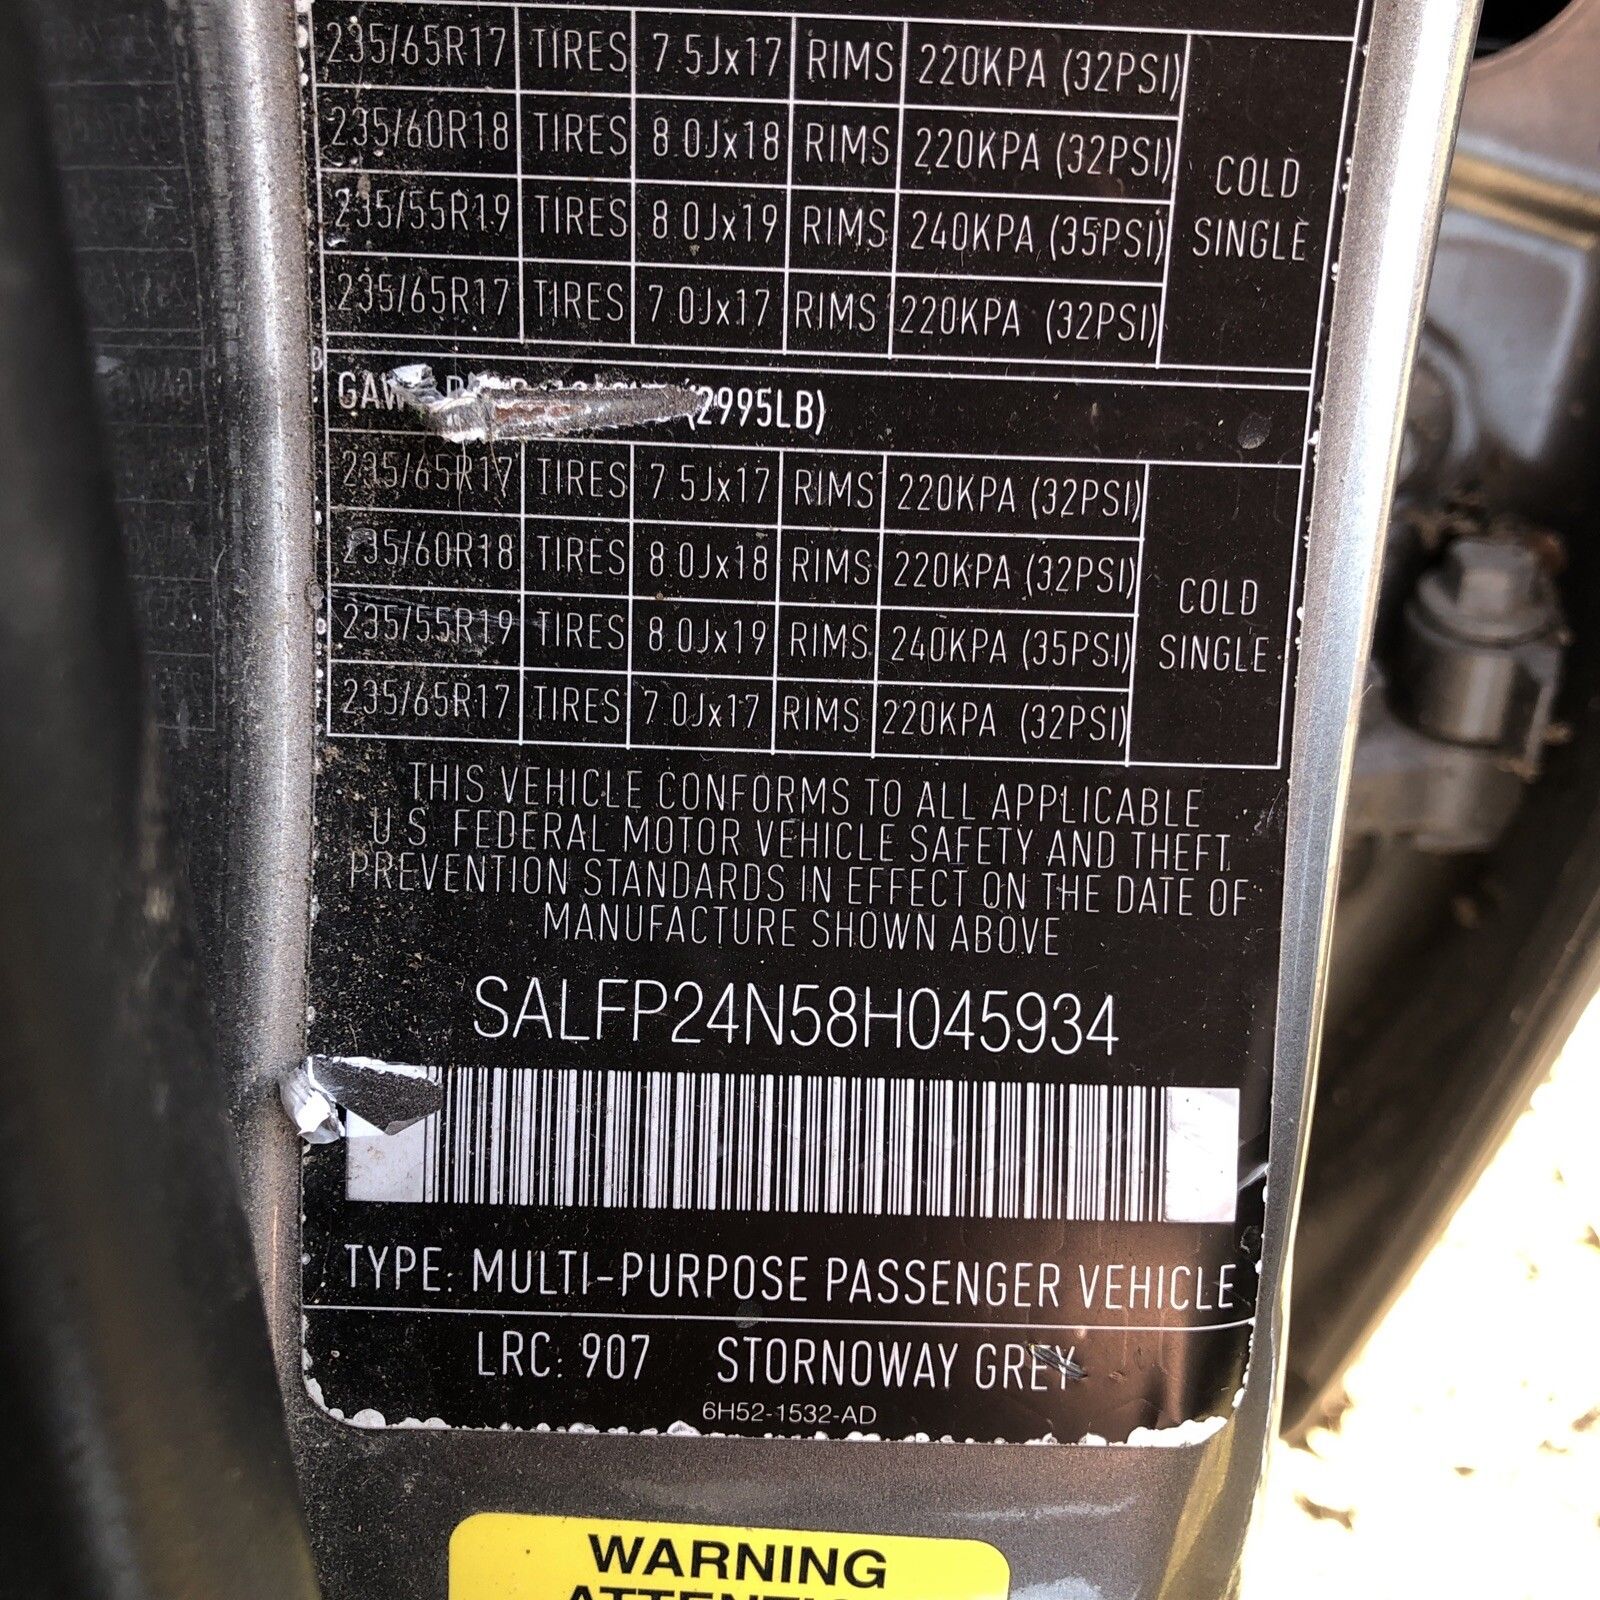 235/65R17 TIRES 7.5Jx17 RIMS 220KPA (32PSI)
235/60R18 TIRES 8.0Jx18 RIMS 220KPA (32PSI)
235/55R19 TIRES 8.0Jx19 RIMS 240KPA (35PSI)
235/65R17 TIRES 7.0Jx17 RIMS 220KPA (32PSI)
COLD
SINGLE
(2995LB)
235/65R17 TIRES 7.5Jx17 RIMS 220KPA (32PSI)
235/60R18 TIRES 8.0Jx18 RIMS 220KPA (32PSI)
235/55R19 TIRES 8.0Jx19 RIMS 240KPA (35PSI)
235/65R17 TIRES 7.0Jx17 RIMS 220KPA (32PSI)
COLD
SINGLE
THIS VEHICLE CONFORMS TO ALL APPLICABLE
U.S. FEDERAL MOTOR VEHICLE SAFETY AND THEFT
PREVENTION STANDARDS IN EFFECT ON THE DATE OF
MANUFACTURE SHOWN ABOVE
SALFP24N58H045934
TYPE: MULTI-PURPOSE PASSENGER VEHICLE
LRC: 907 STORNOWAY GREY
6H52-1532-AD
WARNING